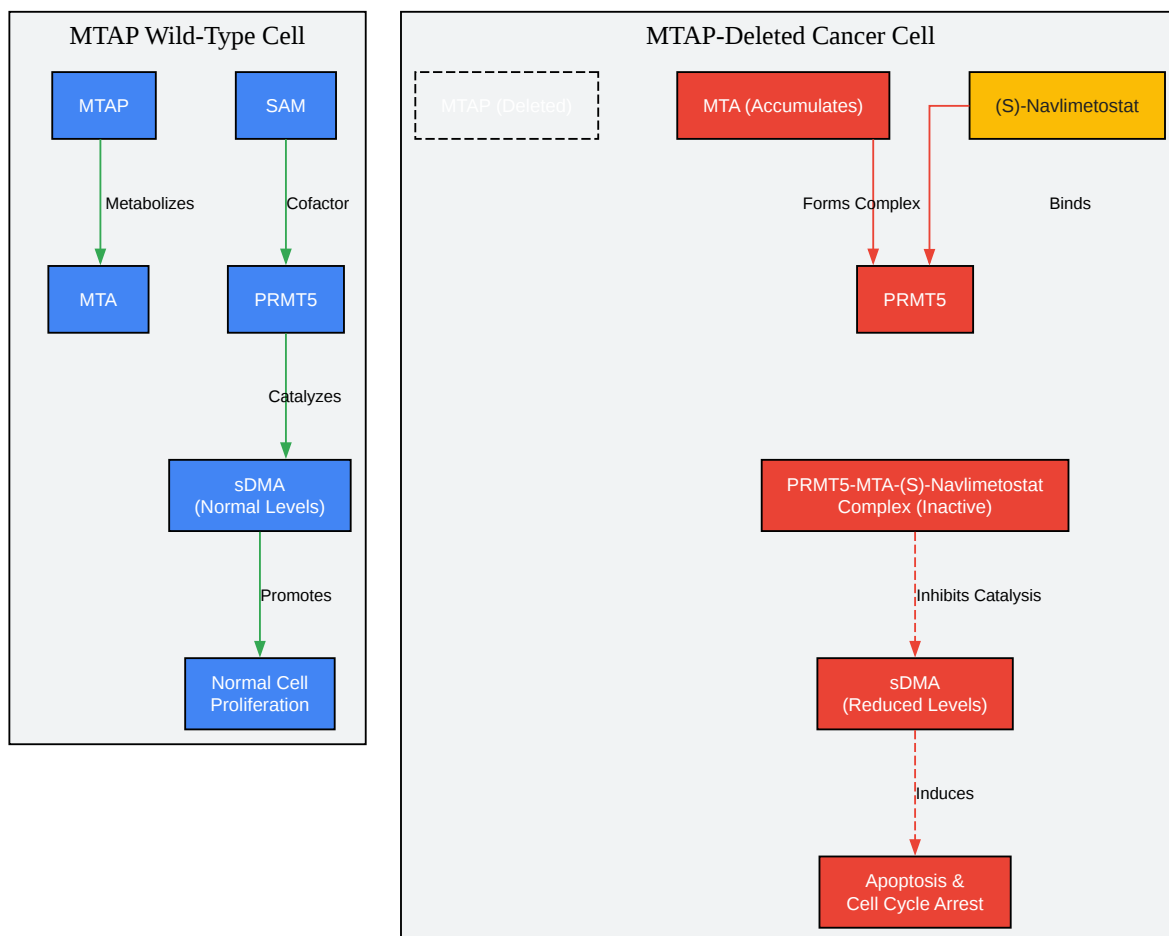 MTAP Wild-Type Cell
MTAP
SAM
Metabolizes
Cofactor
MTA
PRMT5
Catalyzes
sDMA
(Normal Levels)
Promotes
Normal Cell
Proliferation
MTAP-Deleted Cancer Cell
MTAP (Deleted)
MTA (Accumulates)
(S)-Navlimetostat
Forms Complex
Binds
PRMT5
PRMT5-MTA-(S)-Navlimetostat
Complex (Inactive)
Inhibits Catalysis
sDMA
(Reduced Levels)
Induces
Apoptosis &
Cell Cycle Arrest